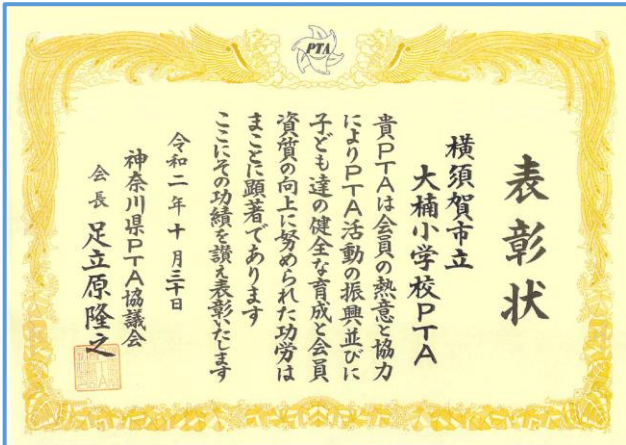 PTA
表彰状
横須賀市立
大楠小学校PTA
貴PTAは会員の熱意と協力
によりPTA活動の振興並びに
子ども達の健全な育成と会員
資質の向上に努められた功労は
まことに顕著であります
ここにその功績を讃え表彰いたします
令和二年十月三十日
神奈川県PTA協議会
会長 足立原隆之